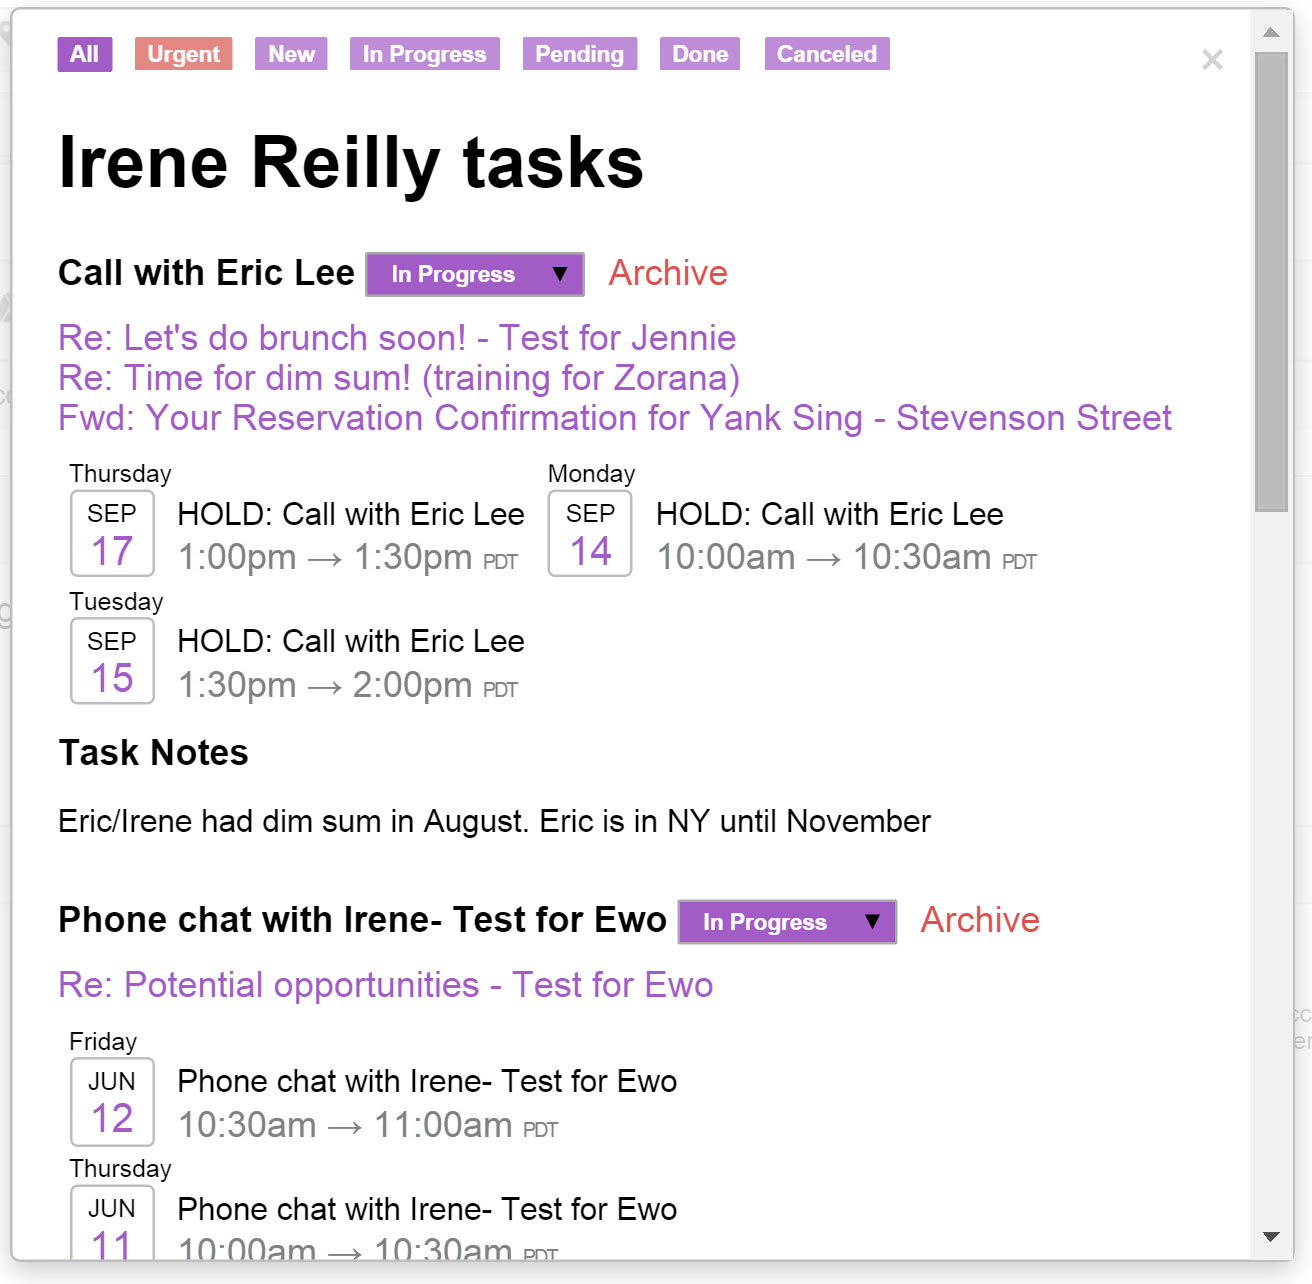 All Urgent New In Progress Pending Done Canceled ×
Irene Reilly tasks
Call with Eric Lee In Progress ▼ Archive
Re: Let's do brunch soon! - Test for Jennie
Re: Time for dim sum! (training for Zorana)
Fwd: Your Reservation Confirmation for Yank Sing - Stevenson Street
Thursday
SEP
17
HOLD: Call with Eric Lee
1:00pm → 1:30pm PDT
Monday
SEP
14
HOLD: Call with Eric Lee
10:00am → 10:30am PDT
Tuesday
SEP
15
HOLD: Call with Eric Lee
1:30pm → 2:00pm PDT
Task Notes
Eric/Irene had dim sum in August. Eric is in NY until November
Phone chat with Irene- Test for Ewo In Progress ▼ Archive
Re: Potential opportunities - Test for Ewo
Friday
JUN
12
Phone chat with Irene- Test for Ewo
10:30am → 11:00am PDT
Thursday
JUN
11
Phone chat with Irene- Test for Ewo
10:00am → 10:30am PDT